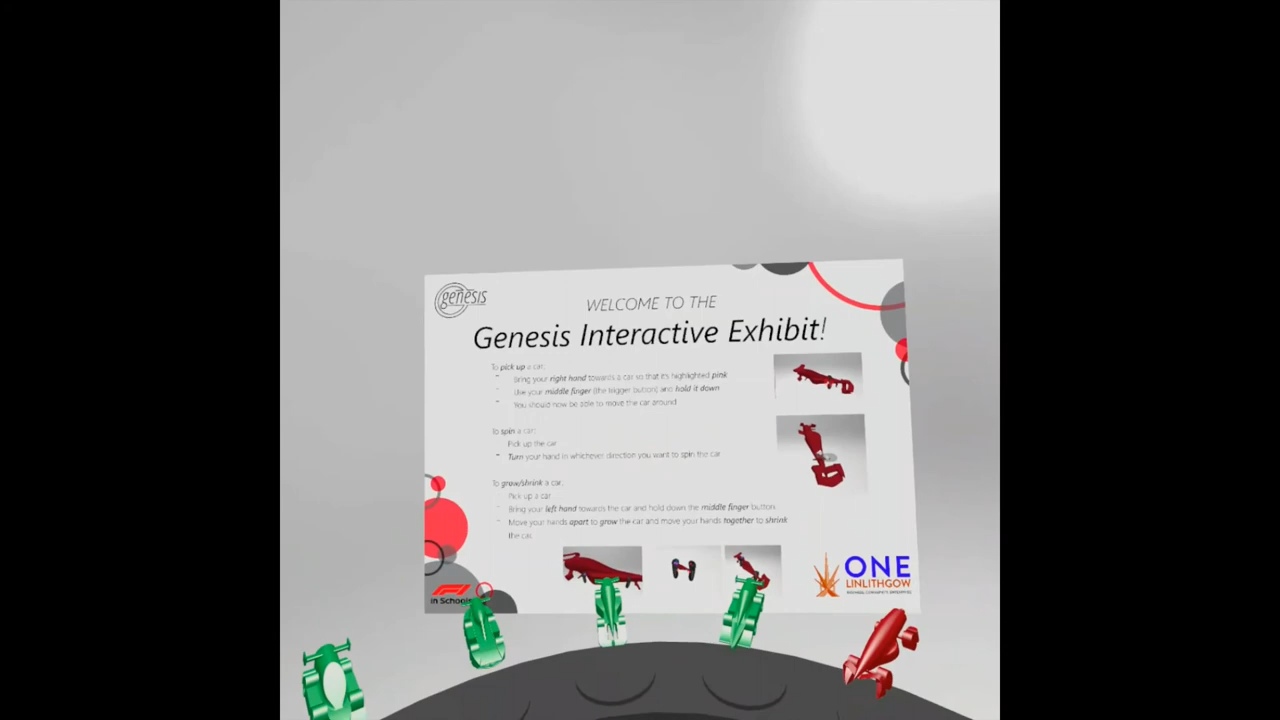 genesis
WELCOME TO THE
Genesis Interactive Exhibit!
To pick up a car:
- Bring your right hand towards a car so that its highlighted pink
- Use your middle finger (the trigger button) and hold it down
- You should now be able to move the car around
To spin a car:
Pick up the car
- Turn your hand in whichever direction you want to spin the car
To grow/shrink a car:
Pick up a car
- Bring your left hand towards the car and hold down the middle finger button.
- Move your hands apart to grow the car and move your hands together to shrink
the car.
in Schools
ONE
LINLITHGOW